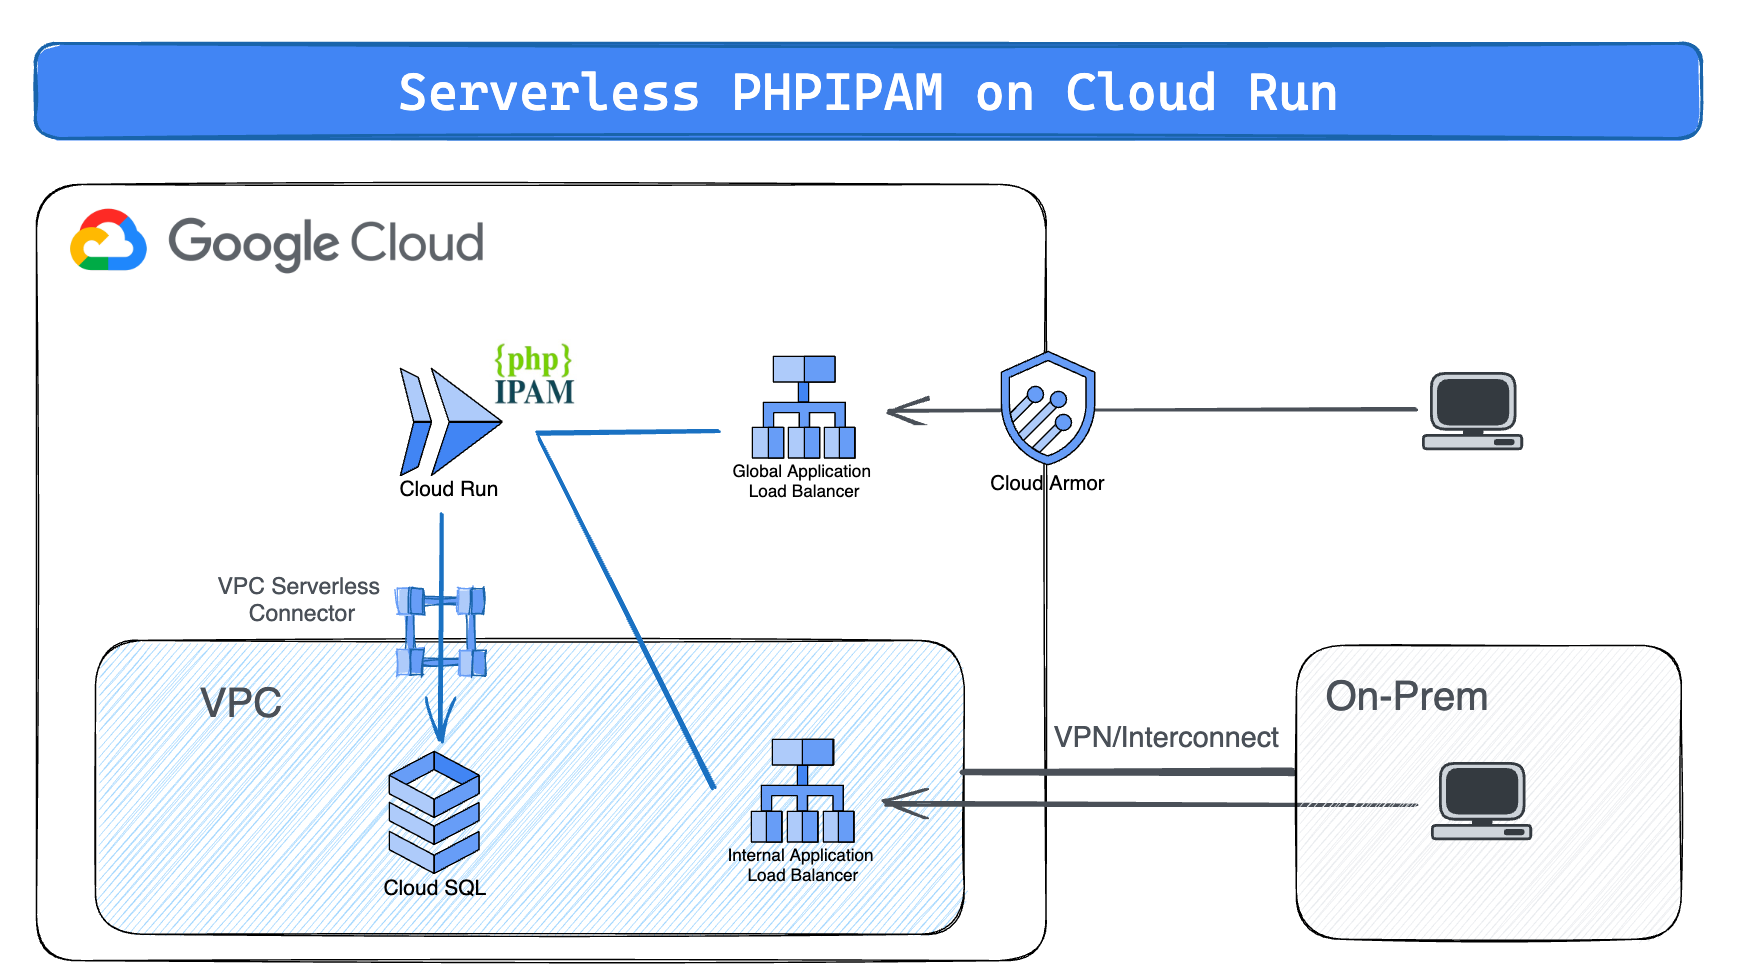 Serverless PHPIPAM on Cloud Run
Google Cloud
{php}
IPAM
Cloud Run
Global Application
Load Balancer
Cloud Armor
VPC Serverless
Connector
VPC
Cloud SQL
Internal Application
Load Balancer
VPN/Interconnect
On-Prem